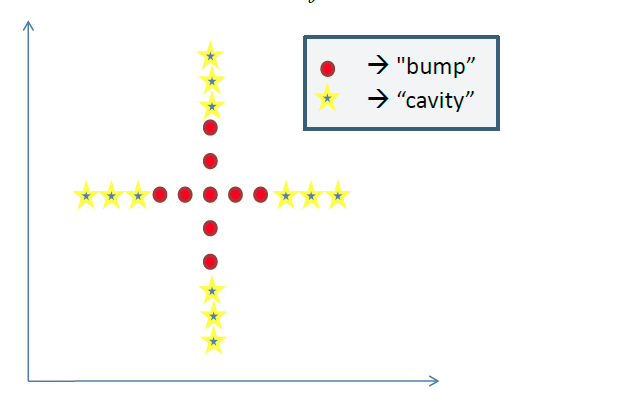 → "bump”
→ “cavity”